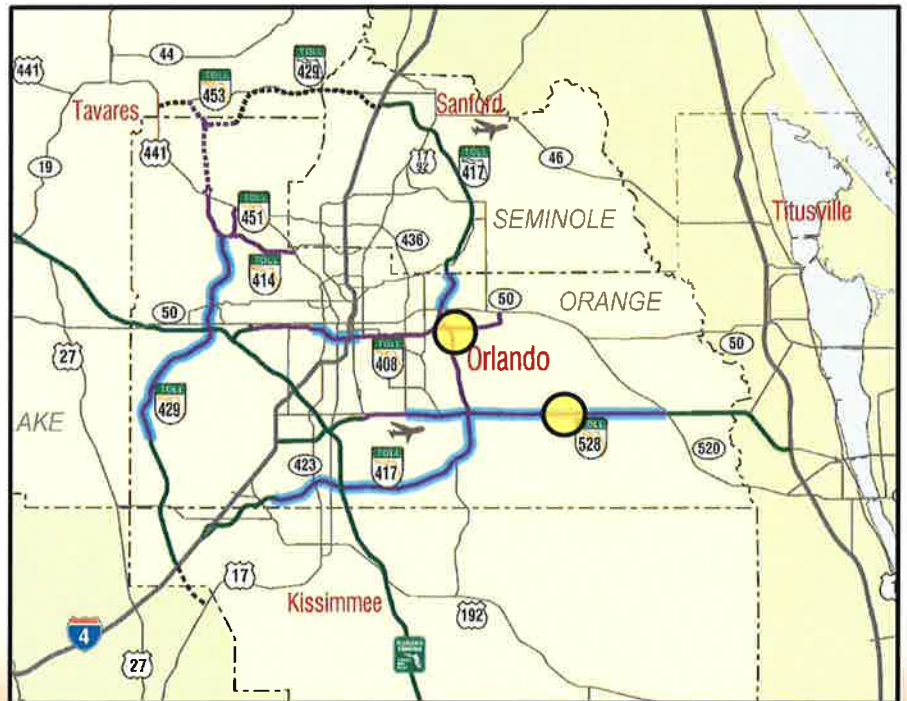 44
TOLL
429
441
TOLL
453
Tavares
Sanford
441
17
92
TOLL
417
46
19
TOLL
451
SEMINOLE
Titusville
436
TOLL
414
50
50
ORANGE
50
27
TOLL
408
Orlando
TOLL
429
AKE
TOLL
528
423
TOLL
417
520
17
Kissimmee
192
4
27